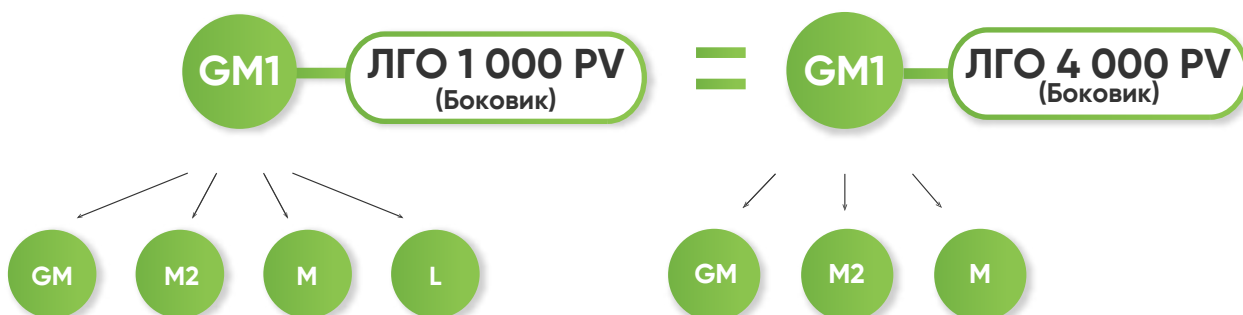 GM1
ЛГО 1 000 PV
(Боковик)
=
GM1
ЛГО 4 000 PV
(Боковик)
GM
M2
M
L
GM
M2
M